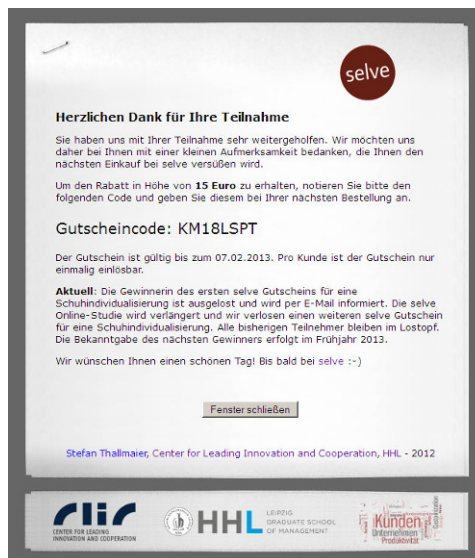 selve
Herzlichen Dank für Ihre Teilnahme
Sie haben uns mit Ihrer Teilnahme sehr weitergeholfen. Wir möchten uns
daher bei Ihnen mit einer kleinen Aufmerksamkeit bedanken, die Ihnen den
nächsten Einkauf bei selve versüßen wird.
Um den Rabatt in Höhe von 15 Euro zu erhalten, notieren Sie bitte den
folgenden Code und geben Sie diesem bei Ihrer nächsten Bestellung an.
Gutscheincode: KM18LSPT
Der Gutschein ist gültig bis zum 07.02.2013. Pro Kunde ist der Gutschein nur
einmalig einlösbar.
Aktuell: Die Gewinnerin des ersten selve Gutscheins für eine
Schuhindividualisierung ist ausgelost und wird per E-Mail informiert. Die selve
Online-Studie wird verlängert und wir verlosen einen weiteren selve Gutschein
für eine Schuhindividualisierung. Alle bisherigen Teilnehmer bleiben im Lostopf.
Die Bekanntgabe des nächsten Gewinners erfolgt im Frühjahr 2013.
Wir wünschen Ihnen einen schönen Tag! Bis bald bei selve :-)
Fenster schließen
Stefan Thallmaier, Center for Leading Innovation and Cooperation, HHL - 2012
clic
CENTER FOR LEADING
INNOVATION AND COOPERATION
HHL
LEIPZIG
GRADUATE SCHOOL
OF MANAGEMENT
Kunden
Unternehmen
Produktivität